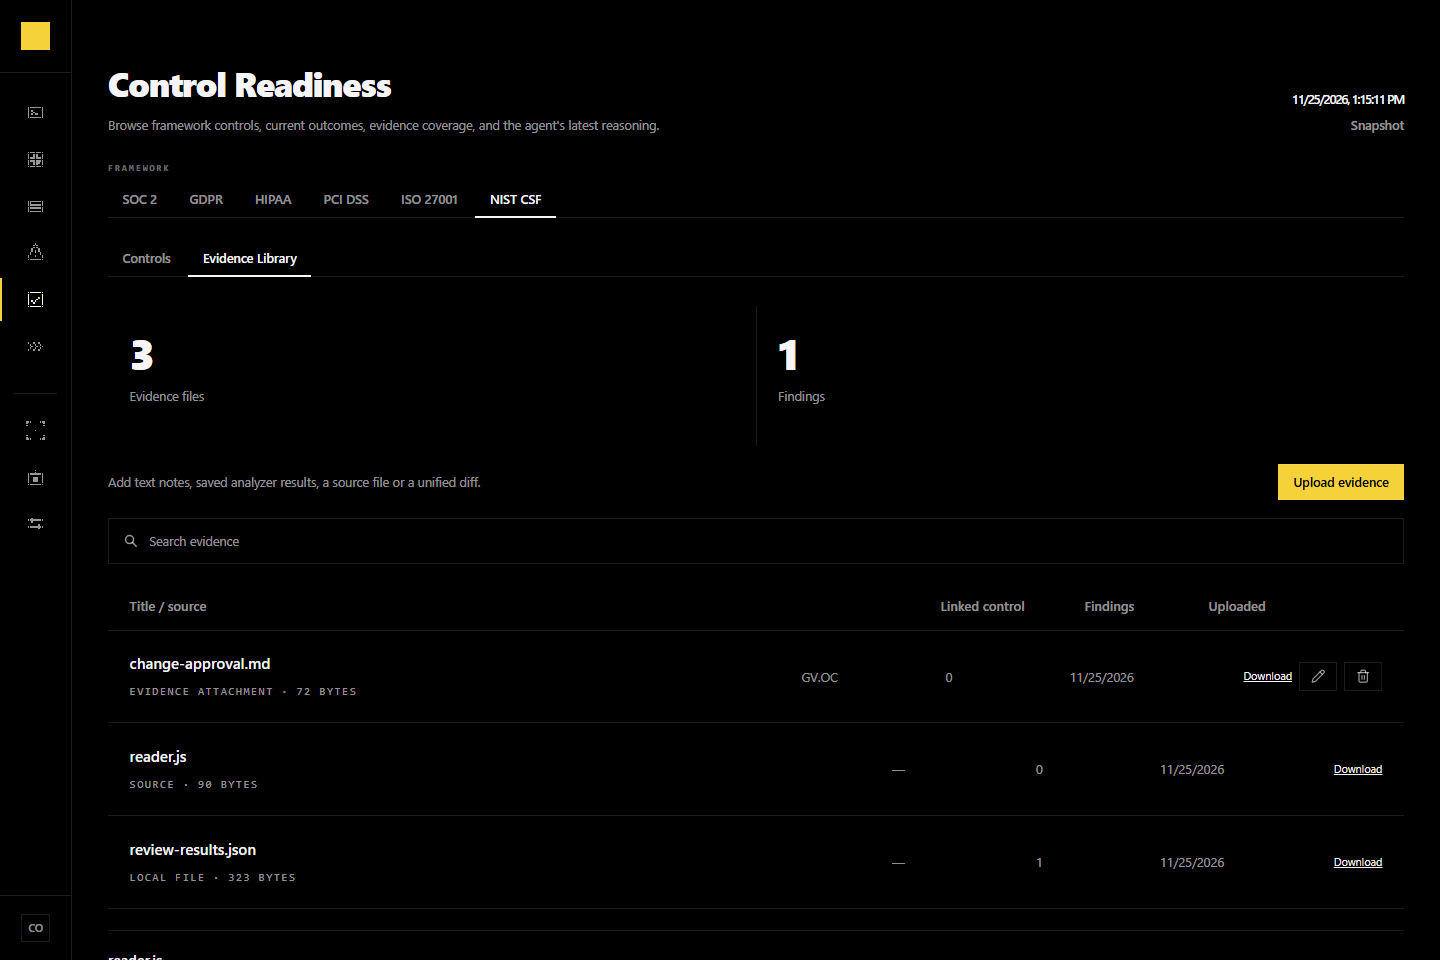 Control Readiness
11/25/2026, 1:15:11 PM
Browse framework controls, current outcomes, evidence coverage, and the agent's latest reasoning.
Snapshot
FRAMEWORK
SOC 2 GDPR HIPAA PCI DSS ISO 27001 NIST CSF
Controls Evidence Library
3 1
Evidence files Findings
Add text notes, saved analyzer results, a source file or a unified diff.
Upload evidence
Search evidence
Title / source Linked control Findings Uploaded
change-approval.md
GV.OC 0 11/25/2026 Download
EVIDENCE ATTACHMENT · 72 BYTES
reader.js
— 0 11/25/2026 Download
SOURCE · 90 BYTES
review-results.json
— 1 11/25/2026 Download
LOCAL FILE · 323 BYTES
CO
reader.js